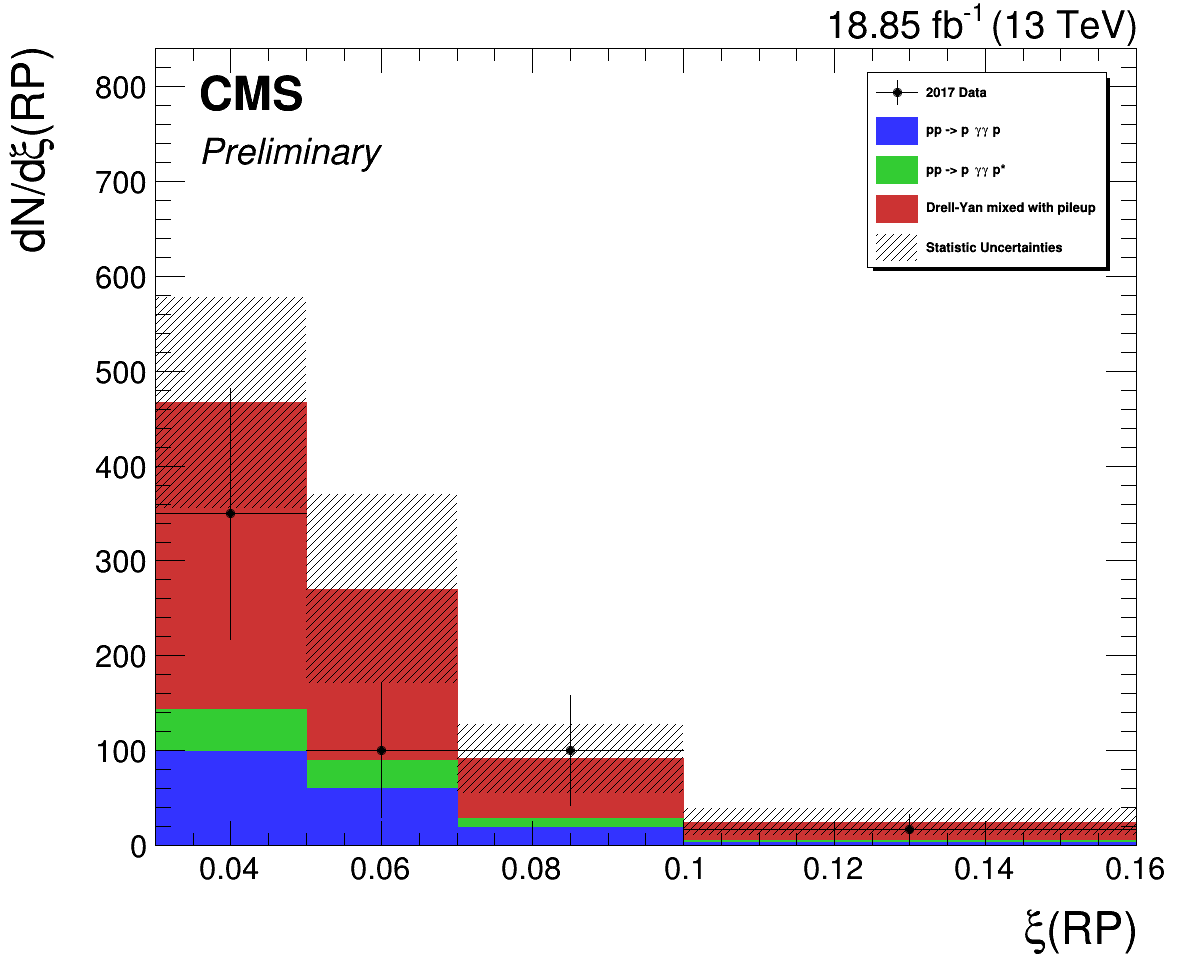 18.85 fb⁻¹ (13 TeV)
dN/dξ(RP)
CMS
Preliminary
2017 Data
pp -> p γγ p
pp -> p γγ p*
Drell-Yan mixed with pileup
Statistic Uncertainties
800
700
600
500
400
300
200
100
0
0.04 0.06 0.08 0.1 0.12 0.14 0.16
ξ(RP)